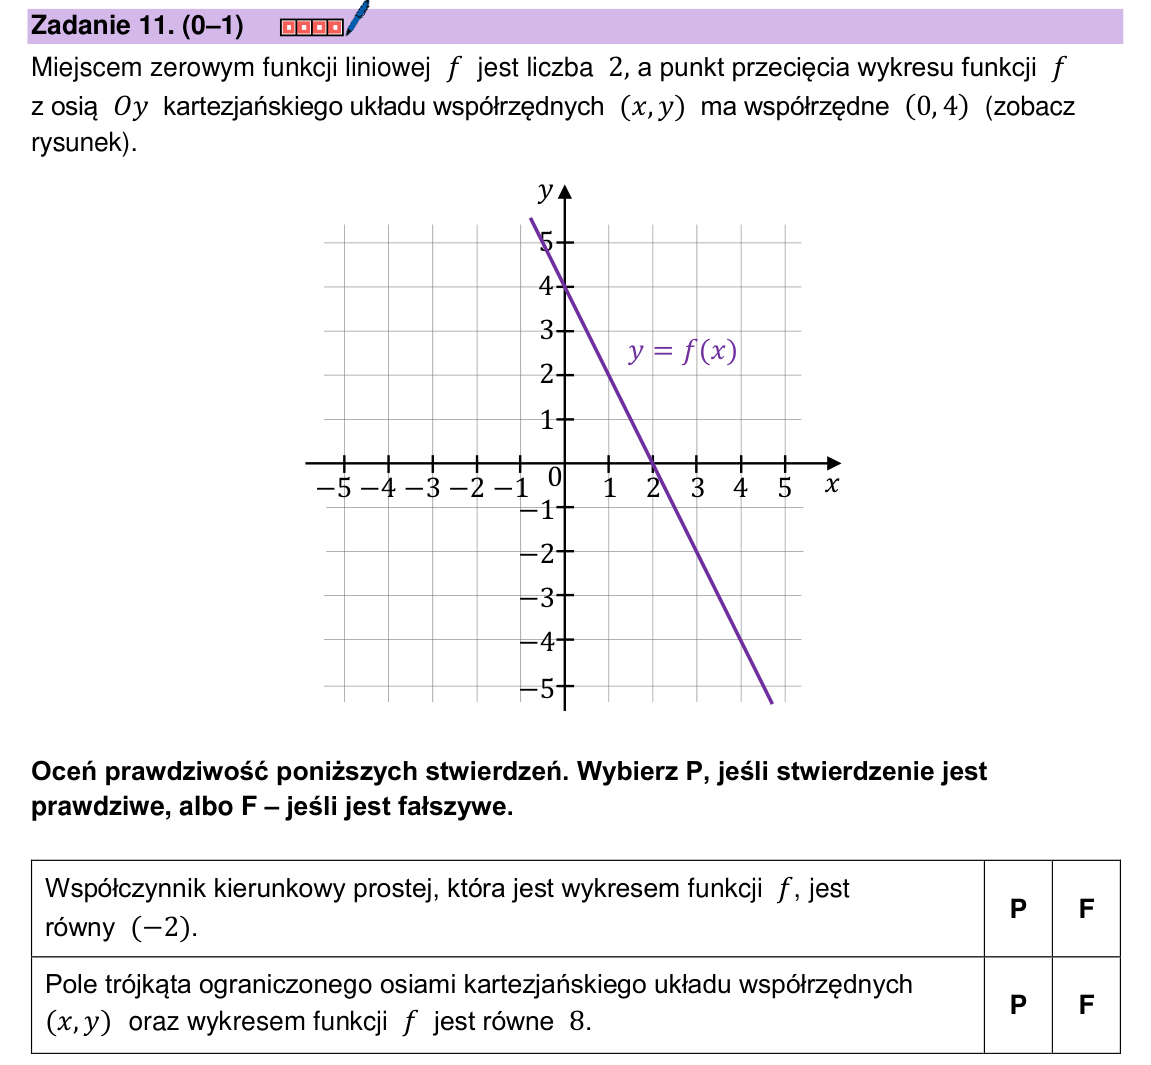 Zadanie 11. (0–1)
Miejscem zerowym funkcji liniowej f jest liczba 2, a punkt przecięcia wykresu funkcji f
z osią Oy kartezjańskiego układu współrzędnych (x, y) ma współrzędne (0, 4) (zobacz
rysunek).
y
5
4
3
y = f(x)
2
1
0
−5 −4 −3 −2 −1 1 2 3 4 5 x
−1
−2
−3
−4
−5
Oceń prawdziwość poniższych stwierdzeń. Wybierz P, jeśli stwierdzenie jest
prawdziwe, albo F – jeśli jest fałszywe.
Współczynnik kierunkowy prostej, która jest wykresem funkcji f, jest
równy (−2).
P F
Pole trójkąta ograniczonego osiami kartezjańskiego układu współrzędnych
(x, y) oraz wykresem funkcji f jest równe 8.
P F